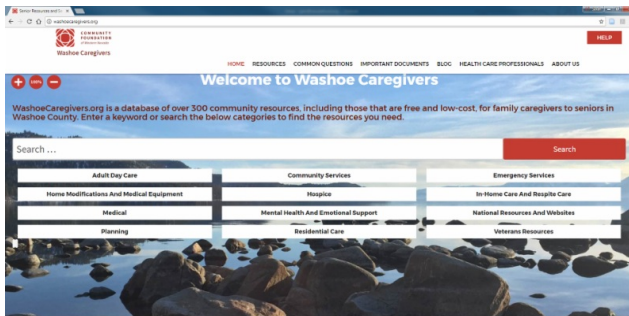 Senior Resources and Ca
washoecaregivers.org
COMMUNITY
FOUNDATION
of Western Nevada
Washoe Caregivers
HELP
HOME RESOURCES COMMON QUESTIONS IMPORTANT DOCUMENTS BLOG HEALTH CARE PROFESSIONALS ABOUT US
100%
Welcome to Washoe Caregivers
WashoeCaregivers.org is a database of over 300 community resources, including those that are free and low-cost, for family caregivers to seniors in
Washoe County. Enter a keyword or search the below categories to find the resources you need.
Search ... Search
Adult Day Care Community Services Emergency Services
Home Modifications And Medical Equipment Hospice In-Home Care And Respite Care
Medical Mental Health And Emotional Support National Resources And Websites
Planning Residential Care Veterans Resources